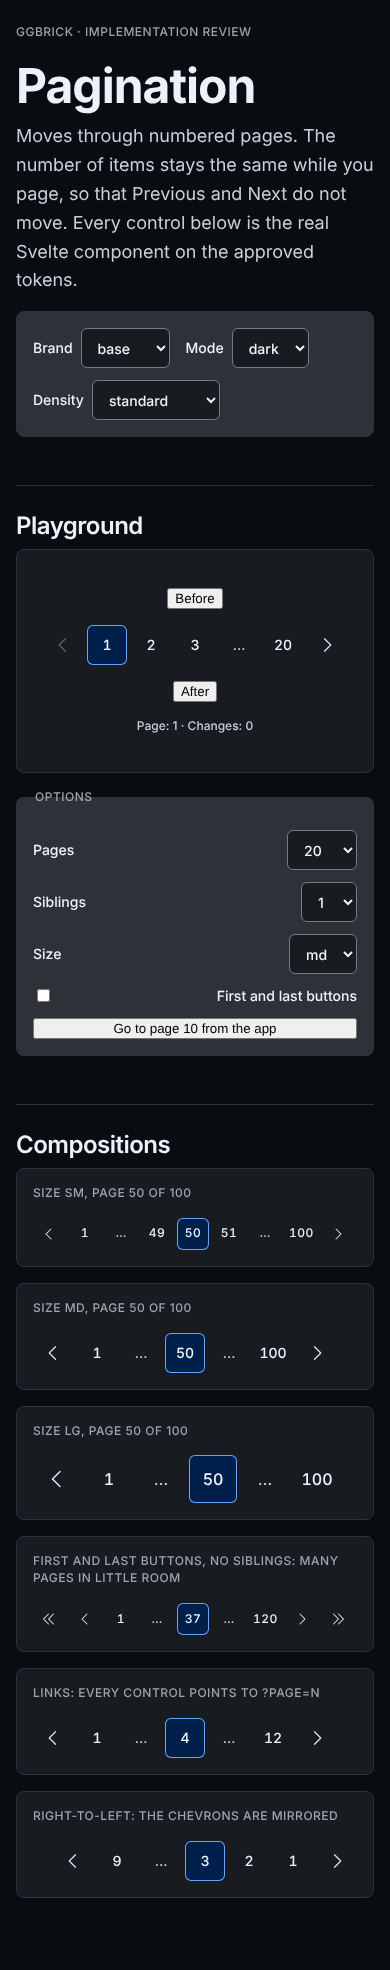 GGBRICK · IMPLEMENTATION REVIEW
Pagination
Moves through numbered pages. The
number of items stays the same while you
page, so that Previous and Next do not
move. Every control below is the real
Svelte component on the approved
tokens.
Brand base Mode dark
Density standard
Playground
Before
1 2 3 … 20
After
Page: 1 · Changes: 0
OPTIONS
Pages 20
Siblings 1
Size md
First and last buttons
Go to page 10 from the app
Compositions
SIZE SM, PAGE 50 OF 100
1 … 49 50 51 … 100
SIZE MD, PAGE 50 OF 100
1 … 50 … 100
SIZE LG, PAGE 50 OF 100
1 … 50 … 100
FIRST AND LAST BUTTONS, NO SIBLINGS: MANY
PAGES IN LITTLE ROOM
1 … 37 … 120
LINKS: EVERY CONTROL POINTS TO ?PAGE=N
1 … 4 … 12
RIGHT-TO-LEFT: THE CHEVRONS ARE MIRRORED
9 … 3 2 1